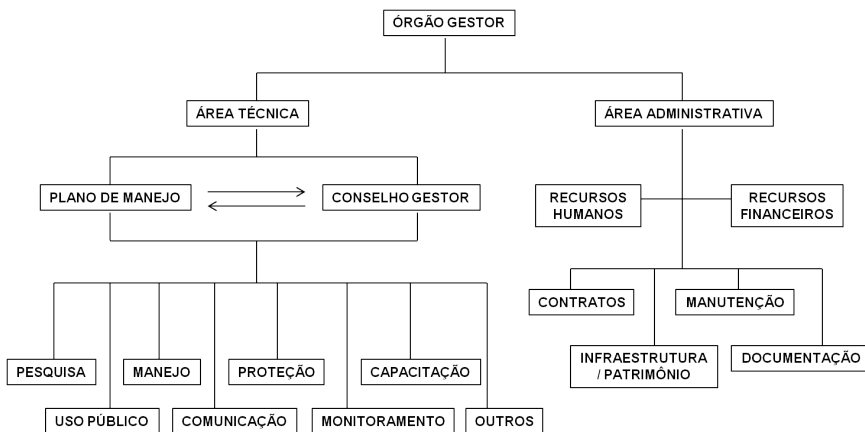 ÓRGÃO GESTOR
ÁREA TÉCNICA
ÁREA ADMINISTRATIVA
PLANO DE MANEJO
CONSELHO GESTOR
RECURSOS
HUMANOS
RECURSOS
FINANCEIROS
CONTRATOS
MANUTENÇÃO
INFRAESTRUTURA
/ PATRIMÔNIO
DOCUMENTAÇÃO
PESQUISA
MANEJO
PROTEÇÃO
CAPACITAÇÃO
USO PÚBLICO
COMUNICAÇÃO
MONITORAMENTO
OUTROS